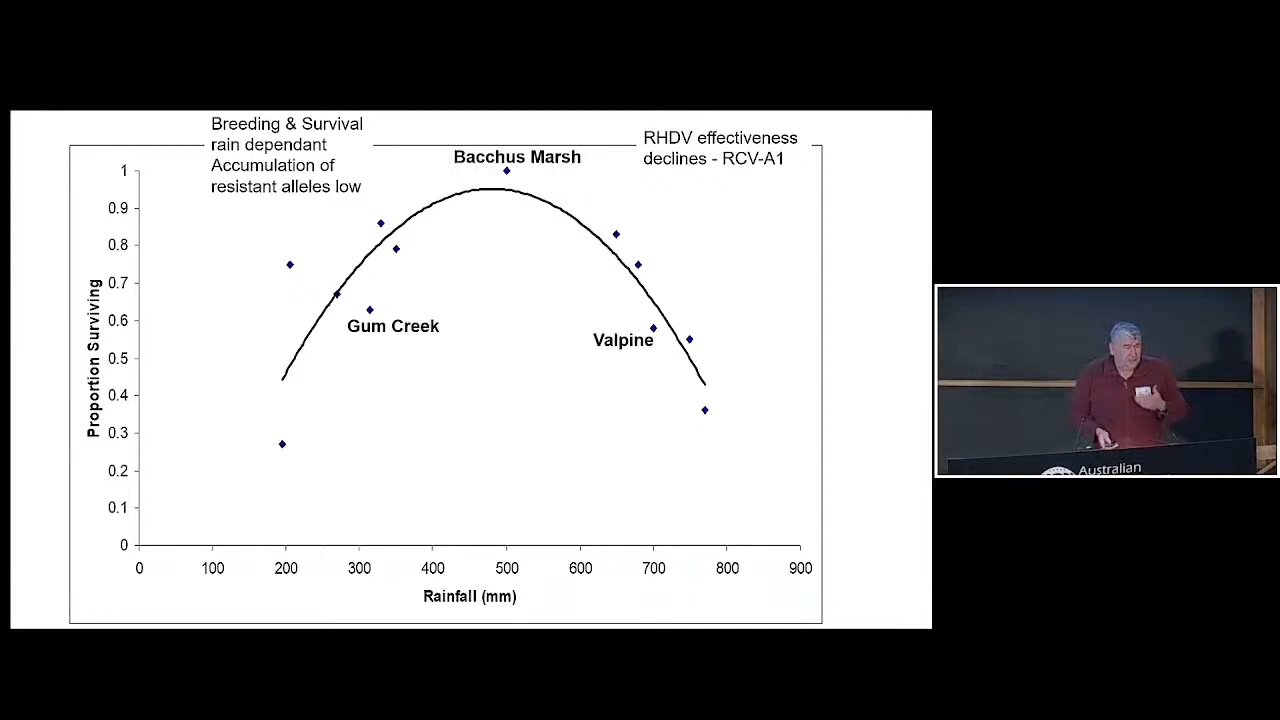 Breeding & Survival
rain dependant
Accumulation of
resistant alleles low
RHDV effectiveness
declines - RCV-A1
Bacchus Marsh
Gum Creek
Valpine
Proportion Surviving
1
0.9
0.8
0.7
0.6
0.5
0.4
0.3
0.2
0.1
0
0
100
200
300
400
500
600
700
800
900
Rainfall (mm)
Australian